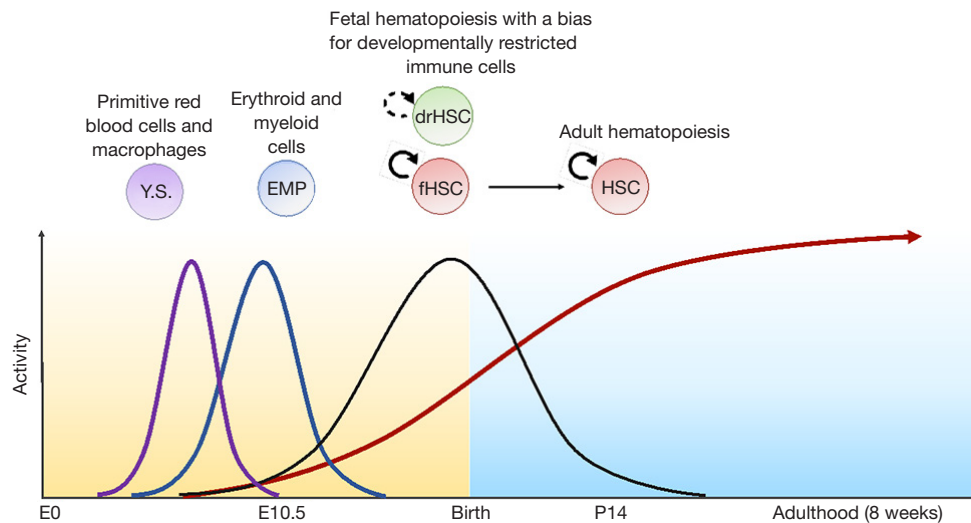 Fetal hematopoiesis with a bias
for developmentally restricted
immune cells
Primitive red
blood cells and
macrophages
Erythroid and
myeloid
cells
drHSC
Adult hematopoiesis
Y.S.
EMP
fHSC
HSC
Activity
E0
E10.5
Birth
P14
Adulthood (8 weeks)